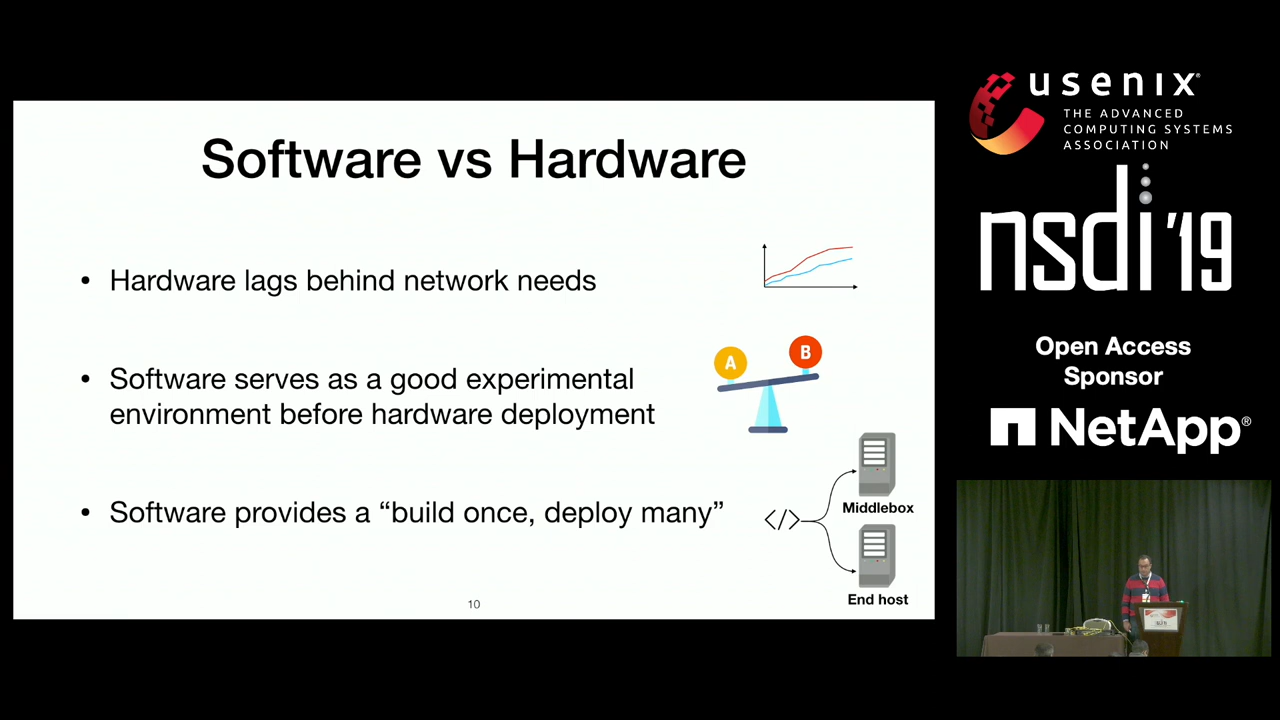 Software vs Hardware
• Hardware lags behind network needs
• Software serves as a good experimental
environment before hardware deployment
A
B
• Software provides a “build once, deploy many”
</>
Middlebox
End host
10
usenix®
THE ADVANCED
COMPUTING SYSTEMS
ASSOCIATION
nsdi '19
Open Access
Sponsor
NetApp®